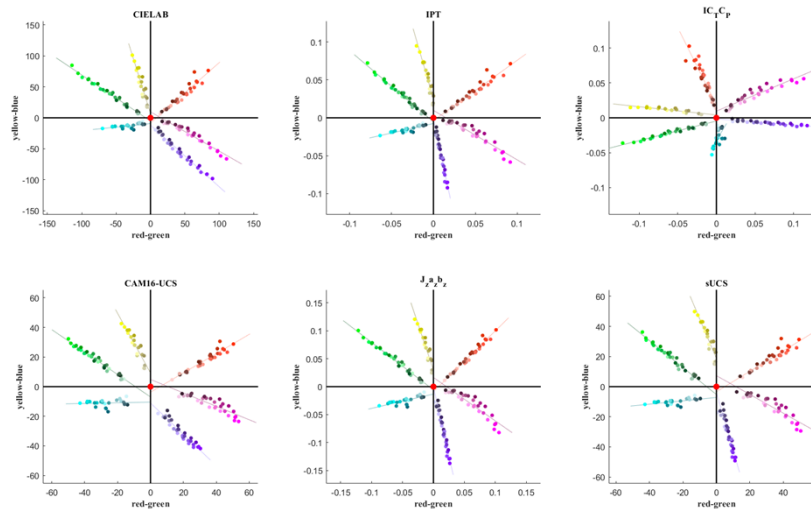 CIELAB
150
100
50
0
-50
-100
-150
-150 -100 -50 0 50 100 150
yellow-blue
red-green
IPT
0.1
0.05
0
-0.05
-0.1
-0.1 -0.05 0 0.05 0.1
yellow-blue
red-green
ICTCP
0.1
0.05
0
-0.05
-0.1
-0.1 -0.05 0 0.05 0.1
yellow-blue
red-green
CAM16-UCS
60
40
20
0
-20
-40
-60
-60 -40 -20 0 20 40 60
yellow-blue
red-green
Jzazbz
0.15
0.1
0.05
0
-0.05
-0.1
-0.15
-0.15 -0.1 -0.05 0 0.05 0.1 0.15
yellow-blue
red-green
sUCS
60
40
20
0
-20
-40
-60
-60 -40 -20 0 20 40
yellow-blue
red-green